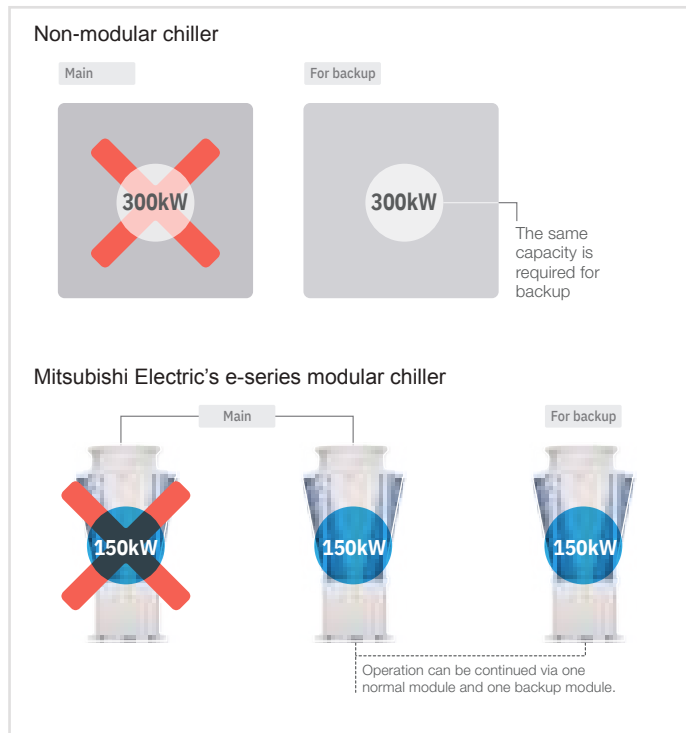 Non-modular chiller
Main
For backup
300kW
300kW
The same
capacity is
required for
backup
Mitsubishi Electric’s e-series modular chiller
Main
For backup
150kW
150kW
150kW
Operation can be continued via one
normal module and one backup module.